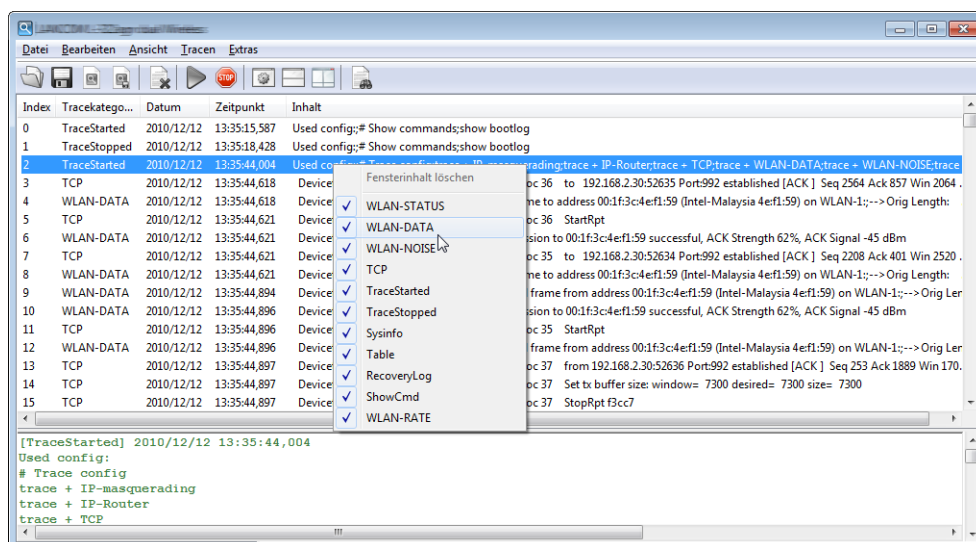 Datei Bearbeiten Ansicht Tracen Extras
STOP
Index Tracekatego... Datum Zeitpunkt Inhalt
0 TraceStarted 2010/12/12 13:35:15,587 Used config:;# Show commands;show bootlog
1 TraceStopped 2010/12/12 13:35:18,428 Used config:;# Show commands;show bootlog
2 TraceStarted 2010/12/12 13:35:44,004 Used config:;# Trace config;trace + IP-masquerading;trace + IP-Router;trace + TCP;trace + WLAN-DATA;trace + WLAN-NOISE;trace
3 TCP 2010/12/12 13:35:44,618 Device oc 36 to 192.168.2.30:52635 Port:992 established [ACK ] Seq 2564 Ack 857 Win 2064 .
4 WLAN-DATA 2010/12/12 13:35:44,618 Device me to address 00:1f:3c:4e:f1:59 (Intel-Malaysia 4e:f1:59) on WLAN-1:;-->Orig Length:
5 TCP 2010/12/12 13:35:44,621 Device oc 36 StartRpt
6 WLAN-DATA 2010/12/12 13:35:44,621 Device ssion to 00:1f:3c:4e:f1:59 successful, ACK Strength 62%, ACK Signal -45 dBm
7 TCP 2010/12/12 13:35:44,621 Device oc 35 to 192.168.2.30:52634 Port:992 established [ACK ] Seq 2208 Ack 401 Win 2520 .
8 WLAN-DATA 2010/12/12 13:35:44,621 Device me to address 00:1f:3c:4e:f1:59 (Intel-Malaysia 4e:f1:59) on WLAN-1:;-->Orig Length:
9 WLAN-DATA 2010/12/12 13:35:44,894 Device frame from address 00:1f:3c:4e:f1:59 (Intel-Malaysia 4e:f1:59) on WLAN-1:;-->Orig Len
10 WLAN-DATA 2010/12/12 13:35:44,896 Device ssion to 00:1f:3c:4e:f1:59 successful, ACK Strength 62%, ACK Signal -45 dBm
11 TCP 2010/12/12 13:35:44,896 Device oc 35 StartRpt
12 WLAN-DATA 2010/12/12 13:35:44,896 Device frame from address 00:1f:3c:4e:f1:59 (Intel-Malaysia 4e:f1:59) on WLAN-1:;-->Orig Len
13 TCP 2010/12/12 13:35:44,897 Device oc 37 from 192.168.2.30:52636 Port:992 established [ACK ] Seq 253 Ack 1889 Win 170.
14 TCP 2010/12/12 13:35:44,897 Device oc 37 Set tx buffer size: window= 7300 desired= 7300 size= 7300
15 TCP 2010/12/12 13:35:44,897 Device oc 37 StopRpt f3cc7
Fensterinhalt löschen
WLAN-STATUS
WLAN-DATA
WLAN-NOISE
TCP
TraceStarted
TraceStopped
Sysinfo
Table
RecoveryLog
ShowCmd
WLAN-RATE
[TraceStarted] 2010/12/12 13:35:44,004
Used config:
# Trace config
trace + IP-masquerading
trace + IP-Router
trace + TCP